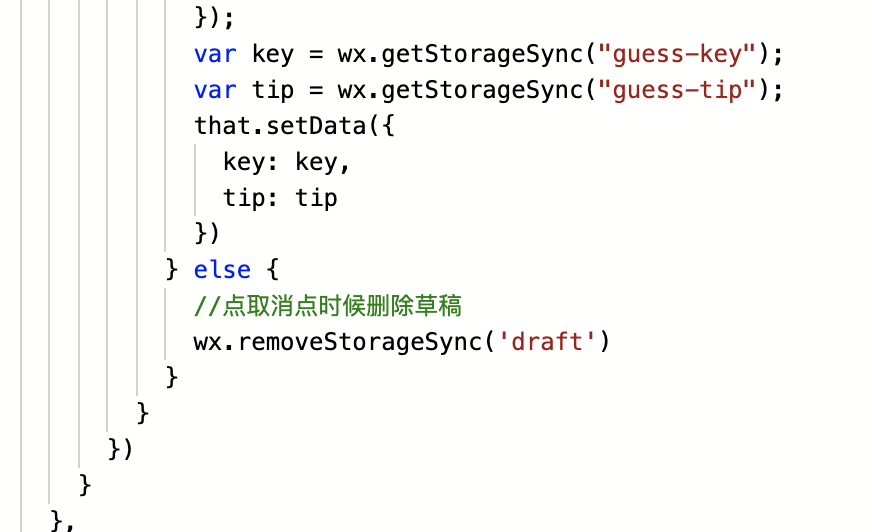 });
var key = wx.getStorageSync("guess-key");
var tip = wx.getStorageSync("guess-tip");
that.setData({
key: key,
tip: tip
})
} else {
//点取消点时候删除草稿
wx.removeStorageSync('draft')
}
}
})
}
},